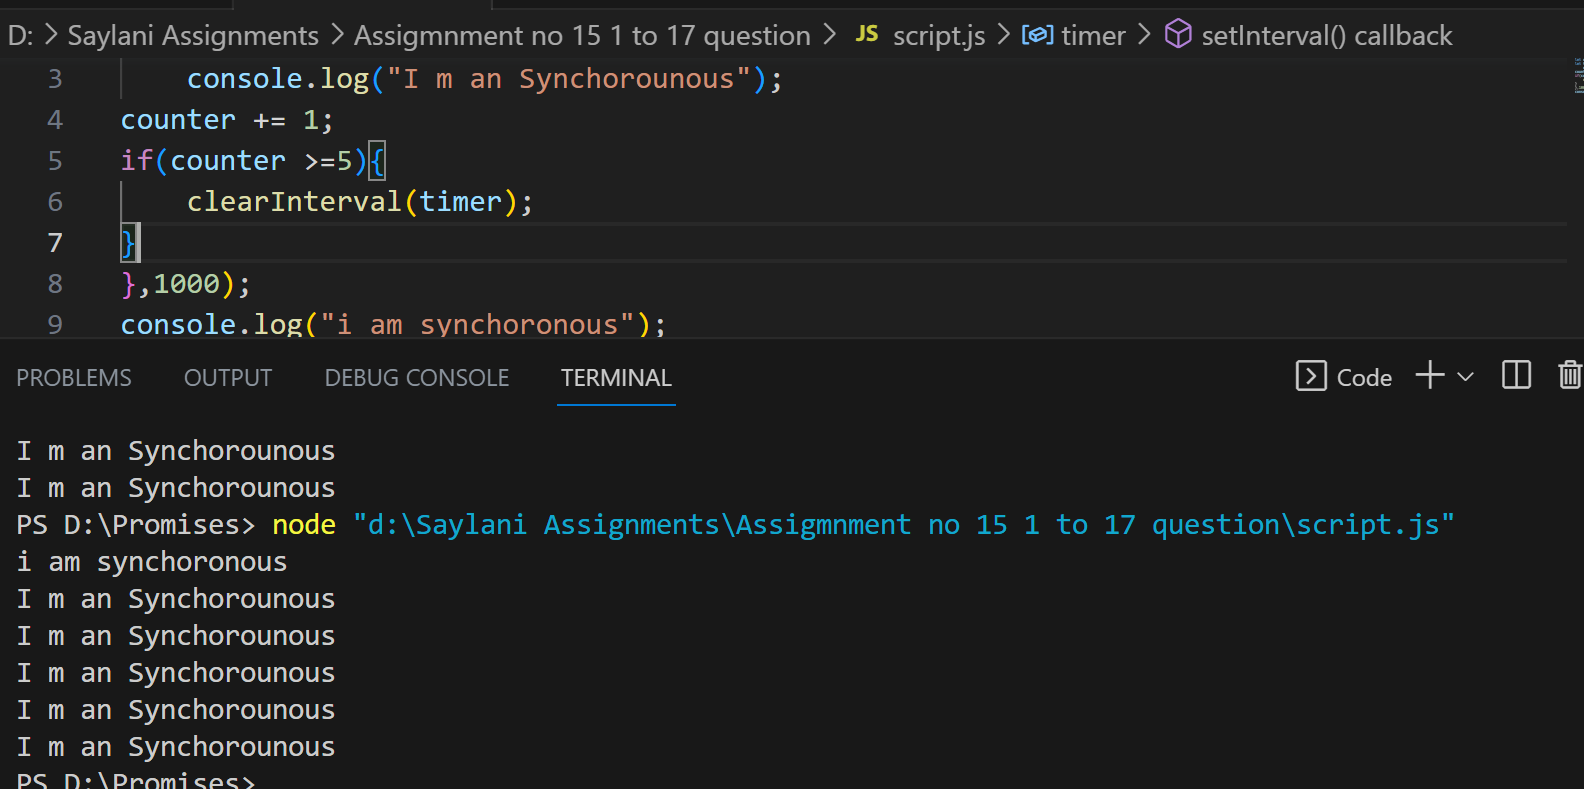 D: > Saylani Assignments > Assigmnment no 15 1 to 17 question > JS script.js > timer > setInterval() callback
3 console.log("I m an Synchorounous");
4 counter += 1;
5 if(counter >=5){
6 clearInterval(timer);
7 }
8 },1000);
9 console.log("i am synchoronous");
PROBLEMS OUTPUT DEBUG CONSOLE TERMINAL Code
I m an Synchorounous
I m an Synchorounous
PS D:\Promises> node "d:\Saylani Assignments\Assigmnment no 15 1 to 17 question\script.js"
i am synchoronous
I m an Synchorounous
I m an Synchorounous
I m an Synchorounous
I m an Synchorounous
I m an Synchorounous
PS D:\Promises>